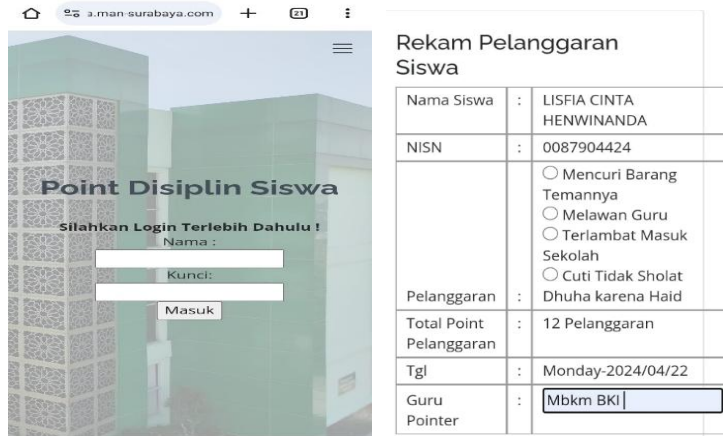 a.man-surabaya.com
21
Point Disiplin Siswa
Silahkan Login Terlebih Dahulu !
Nama :
Kunci:
Masuk
Rekam Pelanggaran
Siswa
Nama Siswa : LISFIA CINTA
HENWINANDA
NISN : 0087904424
Mencuri Barang
Temannya
Melawan Guru
Terlambat Masuk
Sekolah
Cuti Tidak Sholat
Pelanggaran : Dhuha karena Haid
Total Point : 12 Pelanggaran
Pelanggaran
Tgl : Monday-2024/04/22
Guru : Mbkm BKI
Pointer